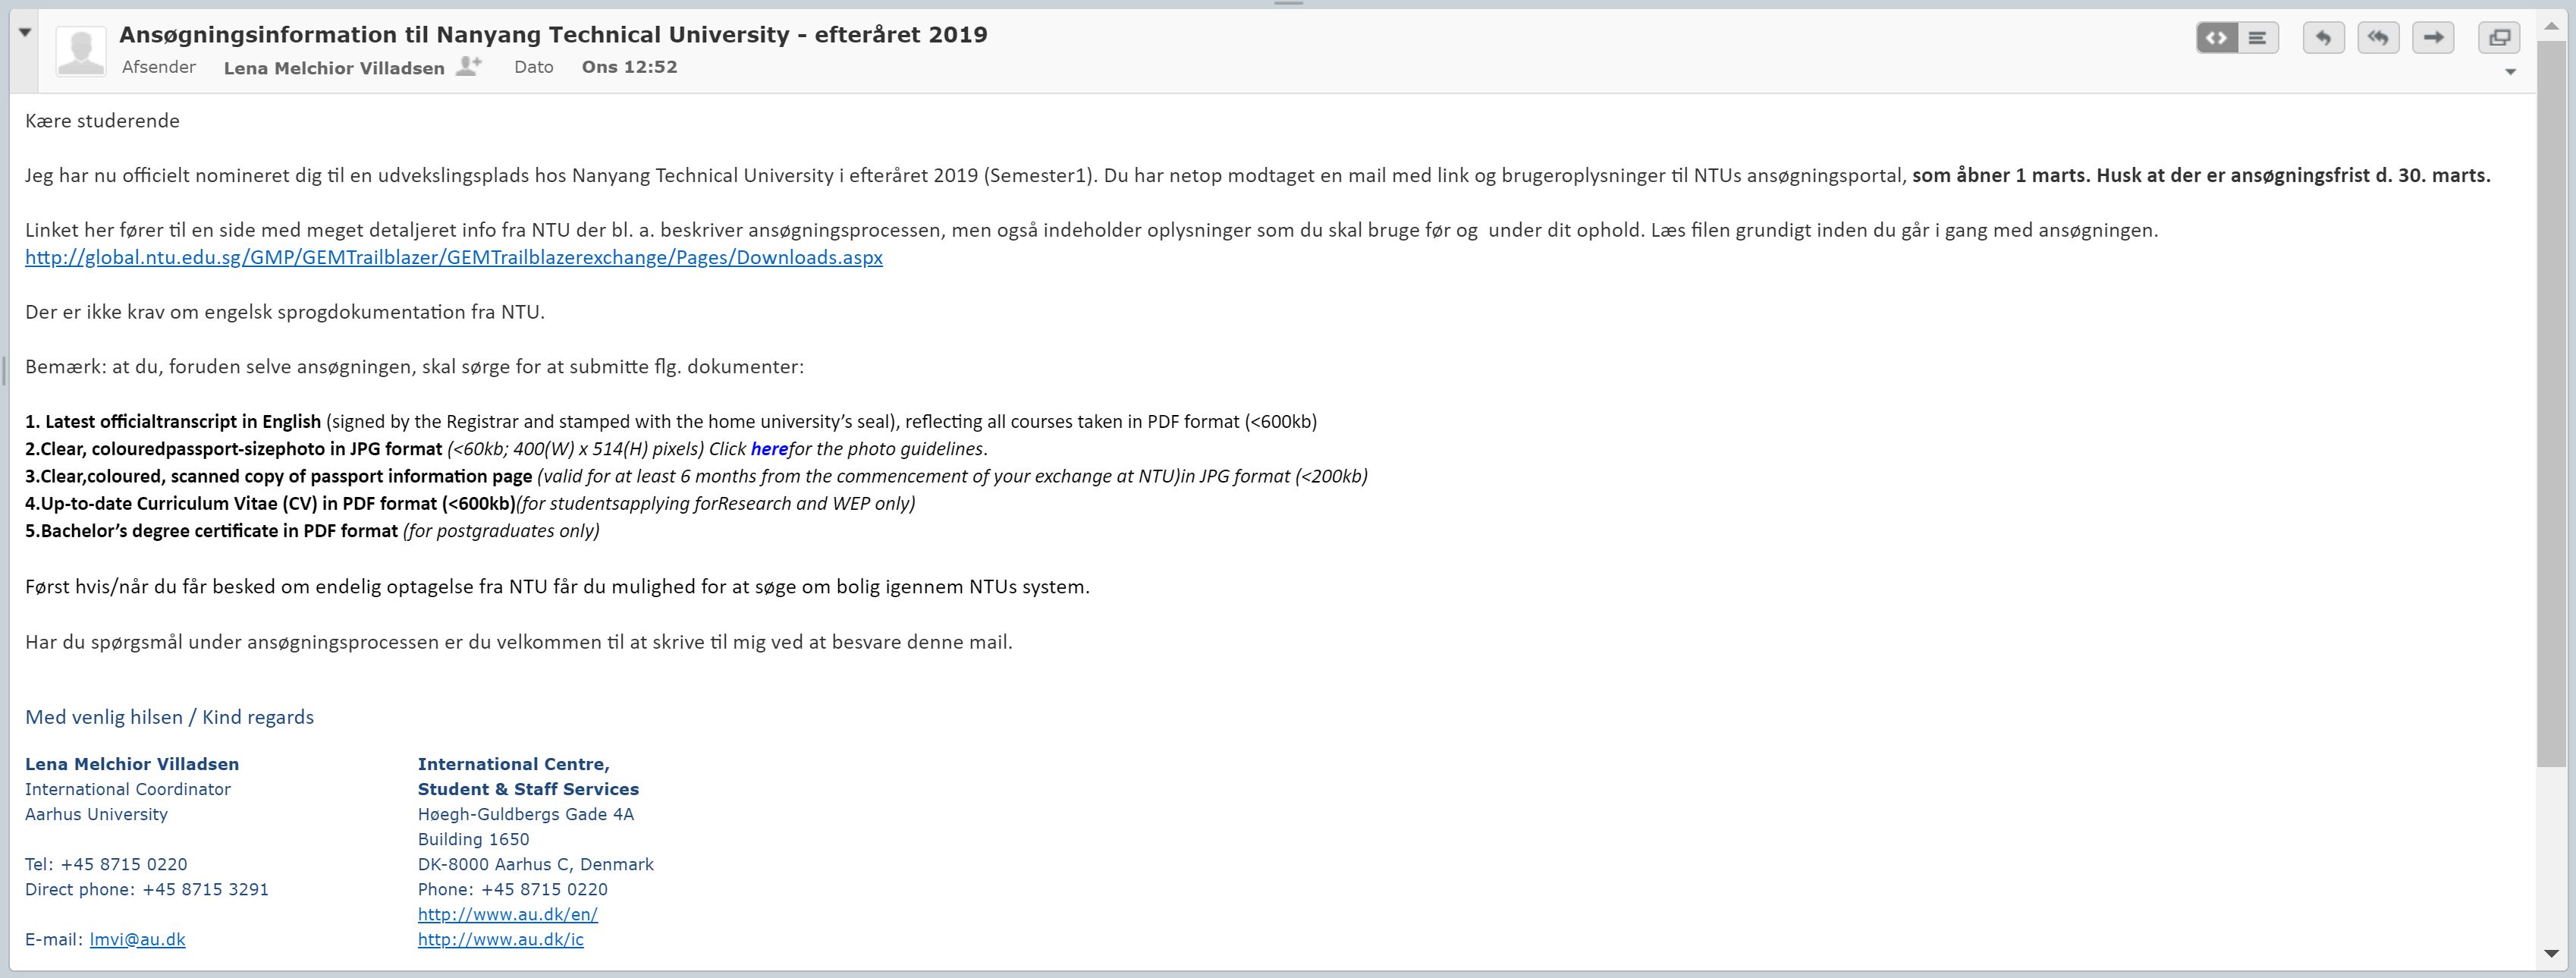 Ansøgningsinformation til Nanyang Technical University - efteråret 2019
Afsender Lena Melchior Villadsen Dato Ons 12:52
Kære studerende
Jeg har nu officielt nomineret dig til en udvekslingsplads hos Nanyang Technical University i efteråret 2019 (Semester1). Du har netop modtaget en mail med link og brugeroplysninger til NTUs ansøgningsportal, som åbner 1 marts. Husk at der er ansøgningsfrist d. 30. marts.
Linket her fører til en side med meget detaljeret info fra NTU der bl. a. beskriver ansøgningsprocessen, men også indeholder oplysninger som du skal bruge før og  under dit ophold. Læs filen grundigt inden du går i gang med ansøgningen.
http://global.ntu.edu.sg/GMP/GEMTrailblazer/GEMTrailblazerexchange/Pages/Downloads.aspx
Der er ikke krav om engelsk sprogdokumentation fra NTU.
Bemærk: at du, foruden selve ansøgningen, skal sørge for at submitte flg. dokumenter:
1. Latest officialtranscript in English (signed by the Registrar and stamped with the home university’s seal), reflecting all courses taken in PDF format (<600kb)
2.Clear, colouredpassport-sizephoto in JPG format (<60kb; 400(W) x 514(H) pixels) Click herefor the photo guidelines.
3.Clear,coloured, scanned copy of passport information page (valid for at least 6 months from the commencement of your exchange at NTU)in JPG format (<200kb)
4.Up-to-date Curriculum Vitae (CV) in PDF format (<600kb)(for studentsapplying forResearch and WEP only)
5.Bachelor’s degree certificate in PDF format (for postgraduates only)
Først hvis/når du får besked om endelig optagelse fra NTU får du mulighed for at søge om bolig igennem NTUs system.
Har du spørgsmål under ansøgningsprocessen er du velkommen til at skrive til mig ved at besvare denne mail.
Med venlig hilsen / Kind regards
Lena Melchior Villadsen
International Coordinator
Aarhus University
Tel: +45 8715 0220
Direct phone: +45 8715 3291
E-mail: lmvi@au.dk
International Centre,
Student & Staff Services
Høegh-Guldbergs Gade 4A
Building 1650
DK-8000 Aarhus C, Denmark
Phone: +45 8715 0220
http://www.au.dk/en/
http://www.au.dk/ic